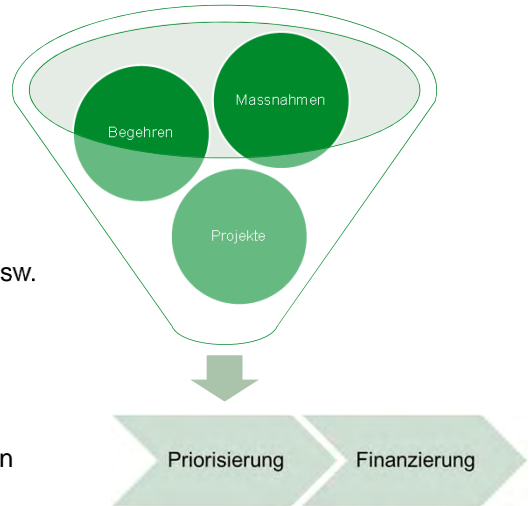 Massnahmen
Begehren
Projekte
sw.
n
Priorisierung
Finanzierung